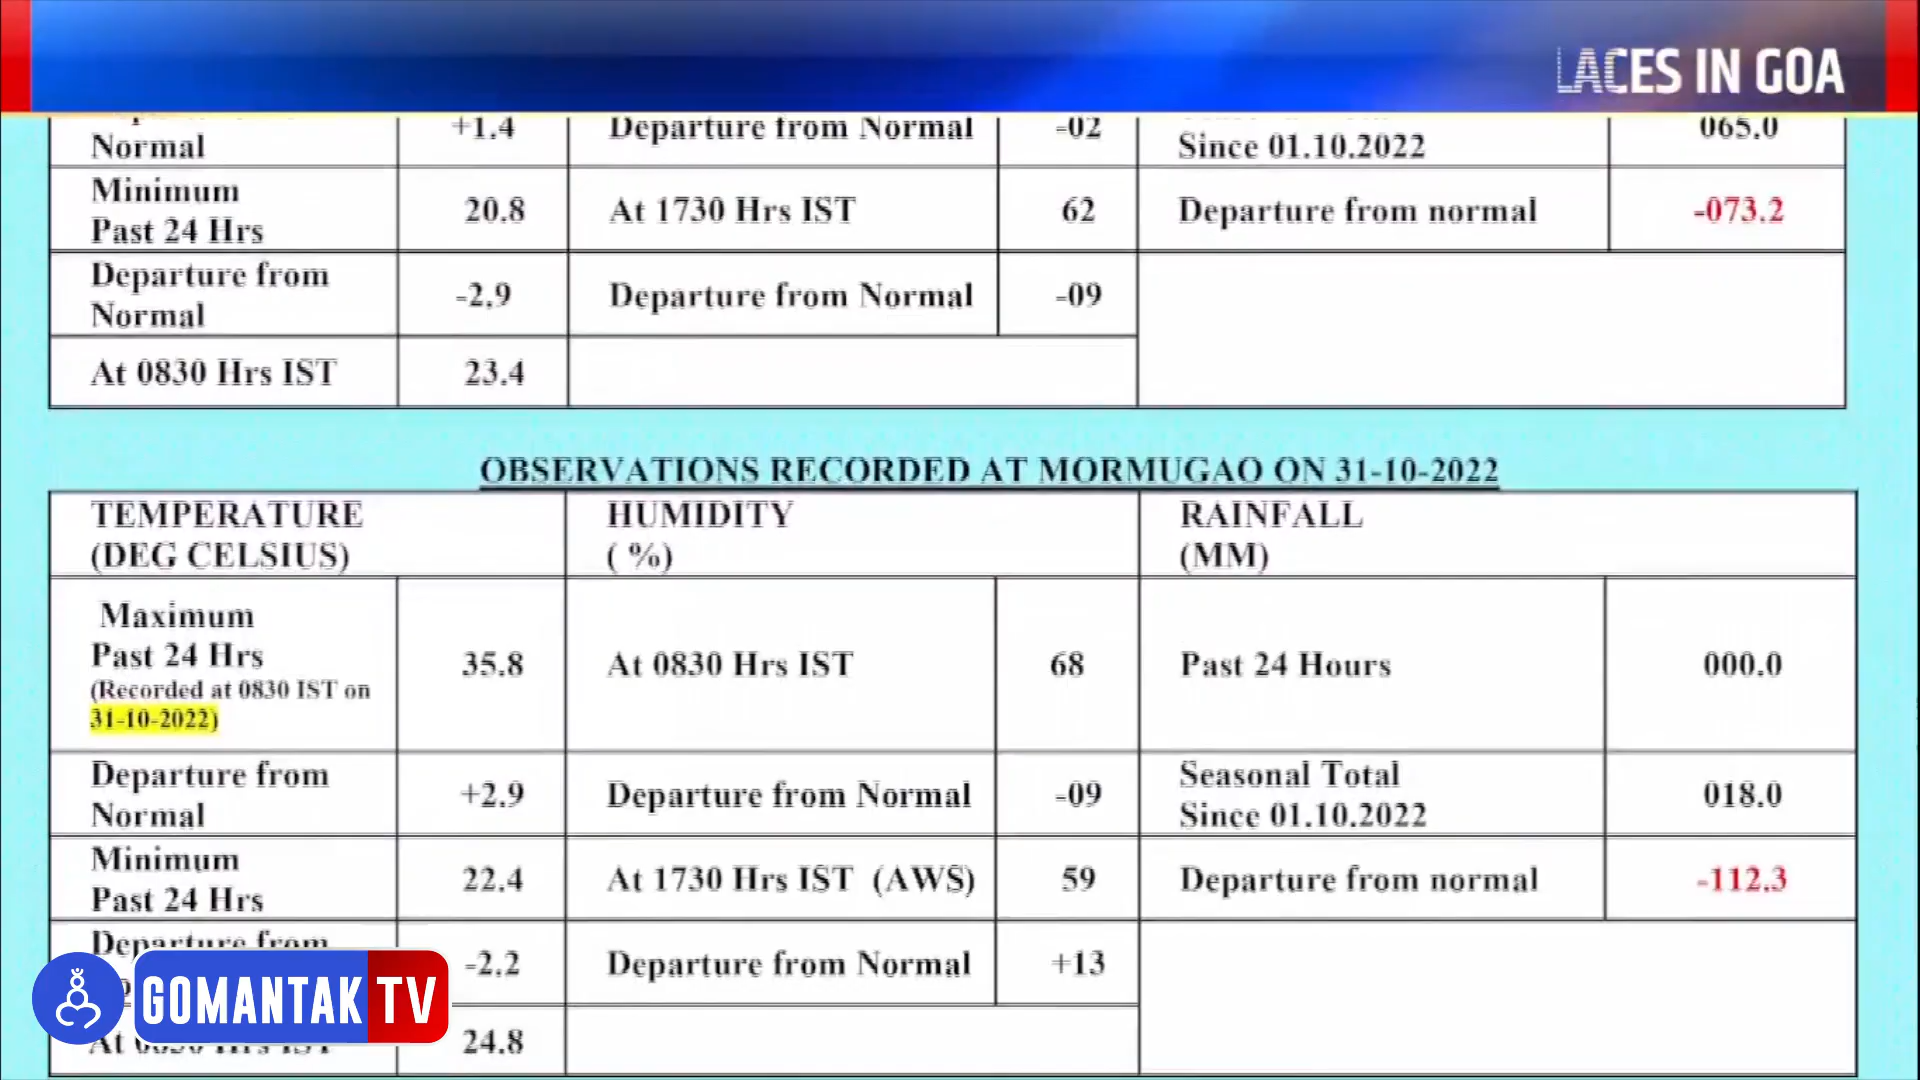 LACES IN GOA
Normal
+1.4
Departure from Normal
-02
Since 01.10.2022
065.0
Minimum
Past 24 Hrs
20.8
At 1730 Hrs IST
62
Departure from normal
-073.2
Departure from
Normal
-2.9
Departure from Normal
-09
At 0830 Hrs IST
23.4
OBSERVATIONS RECORDED AT MORMUGAO ON 31-10-2022
TEMPERATURE
(DEG CELSIUS)
HUMIDITY
( %)
RAINFALL
(MM)
Maximum
Past 24 Hrs
(Recorded at 0830 IST on
31-10-2022)
35.8
At 0830 Hrs IST
68
Past 24 Hours
000.0
Departure from
Normal
+2.9
Departure from Normal
-09
Seasonal Total
Since 01.10.2022
018.0
Minimum
Past 24 Hrs
22.4
At 1730 Hrs IST (AWS)
59
Departure from normal
-112.3
Departure from
-2.2
Departure from Normal
+13
At 0830 Hrs IST
24.8
GOMANTAK TV